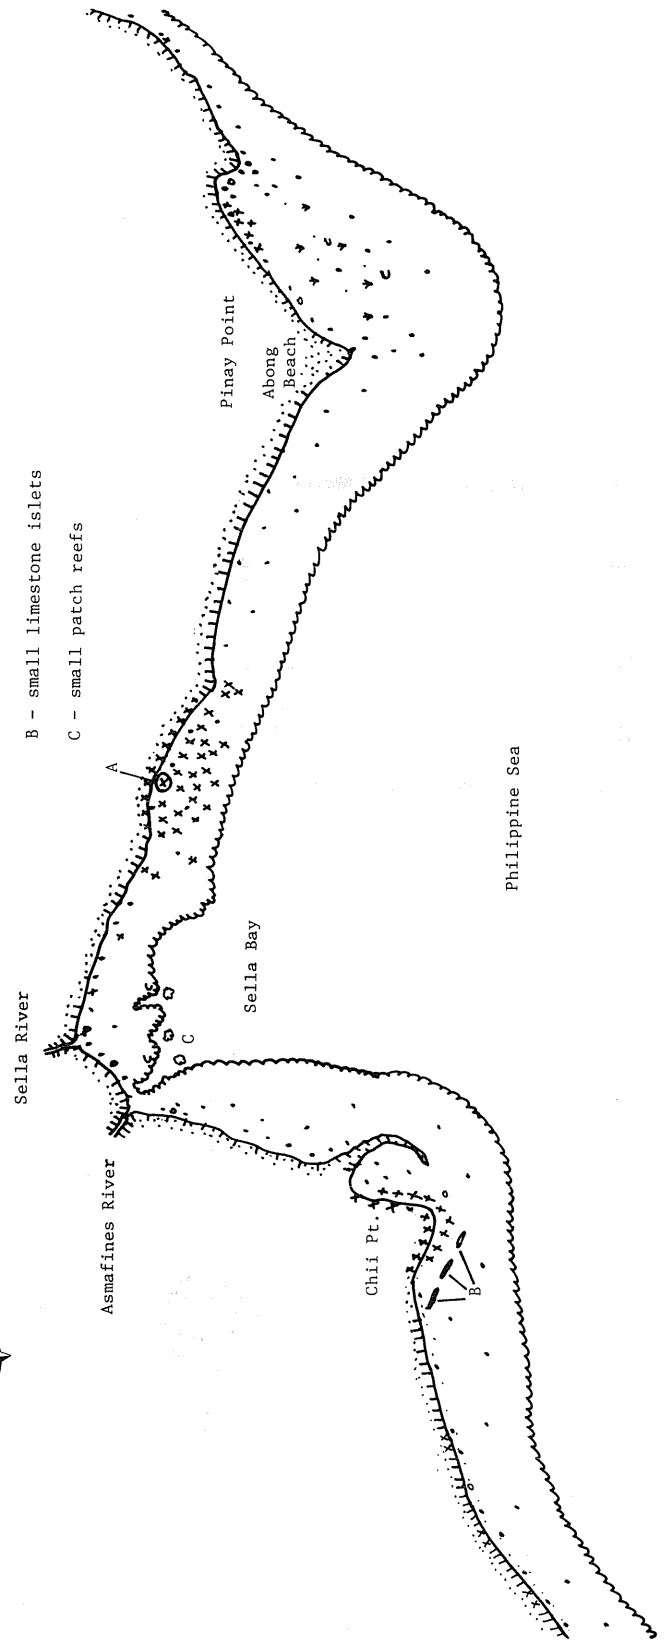 B - small limestone islets
C - small patch reefs
Sella River
Asmafines River
A
Pinay Point
Abong
Beach
C
Sella Bay
Chii Pt.
B
Philippine Sea